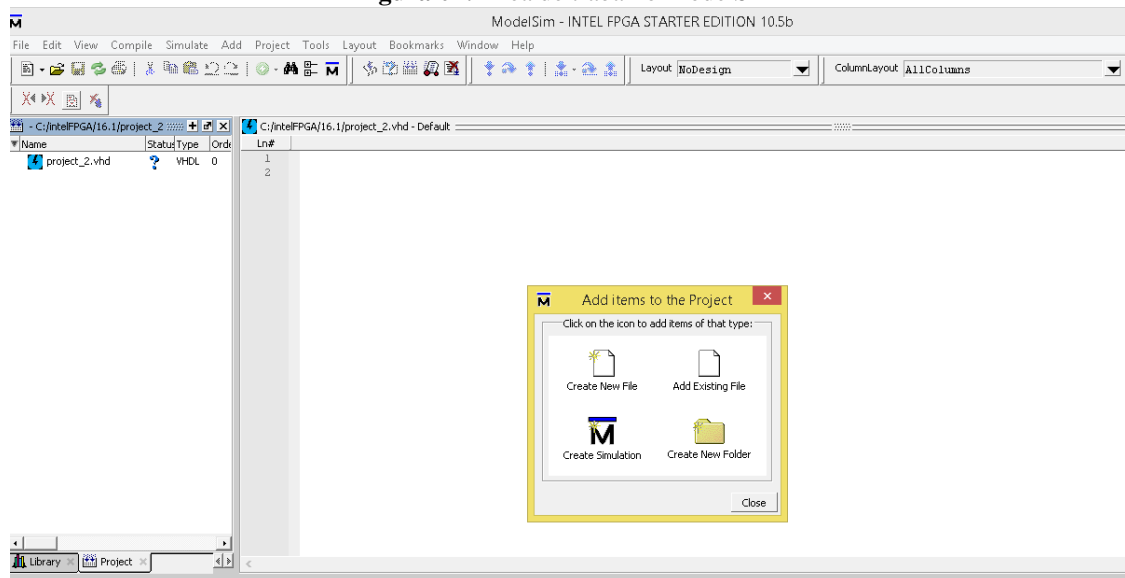 ModelSim - INTEL FPGA STARTER EDITION 10.5b
File Edit View Compile Simulate Add Project Tools Layout Bookmarks Window Help
Layout NoDesign
ColumnLayout AllColumns
- C:/intelFPGA/16.1/project_2
C:/intelFPGA/16.1/project_2.vhd - Default
Name Status Type Orde
Ln#
project_2.vhd ? VHDL 0
1
2
Add items to the Project
Click on the icon to add items of that type:
Create New File
Add Existing File
Create Simulation
Create New Folder
Close
Library
Project